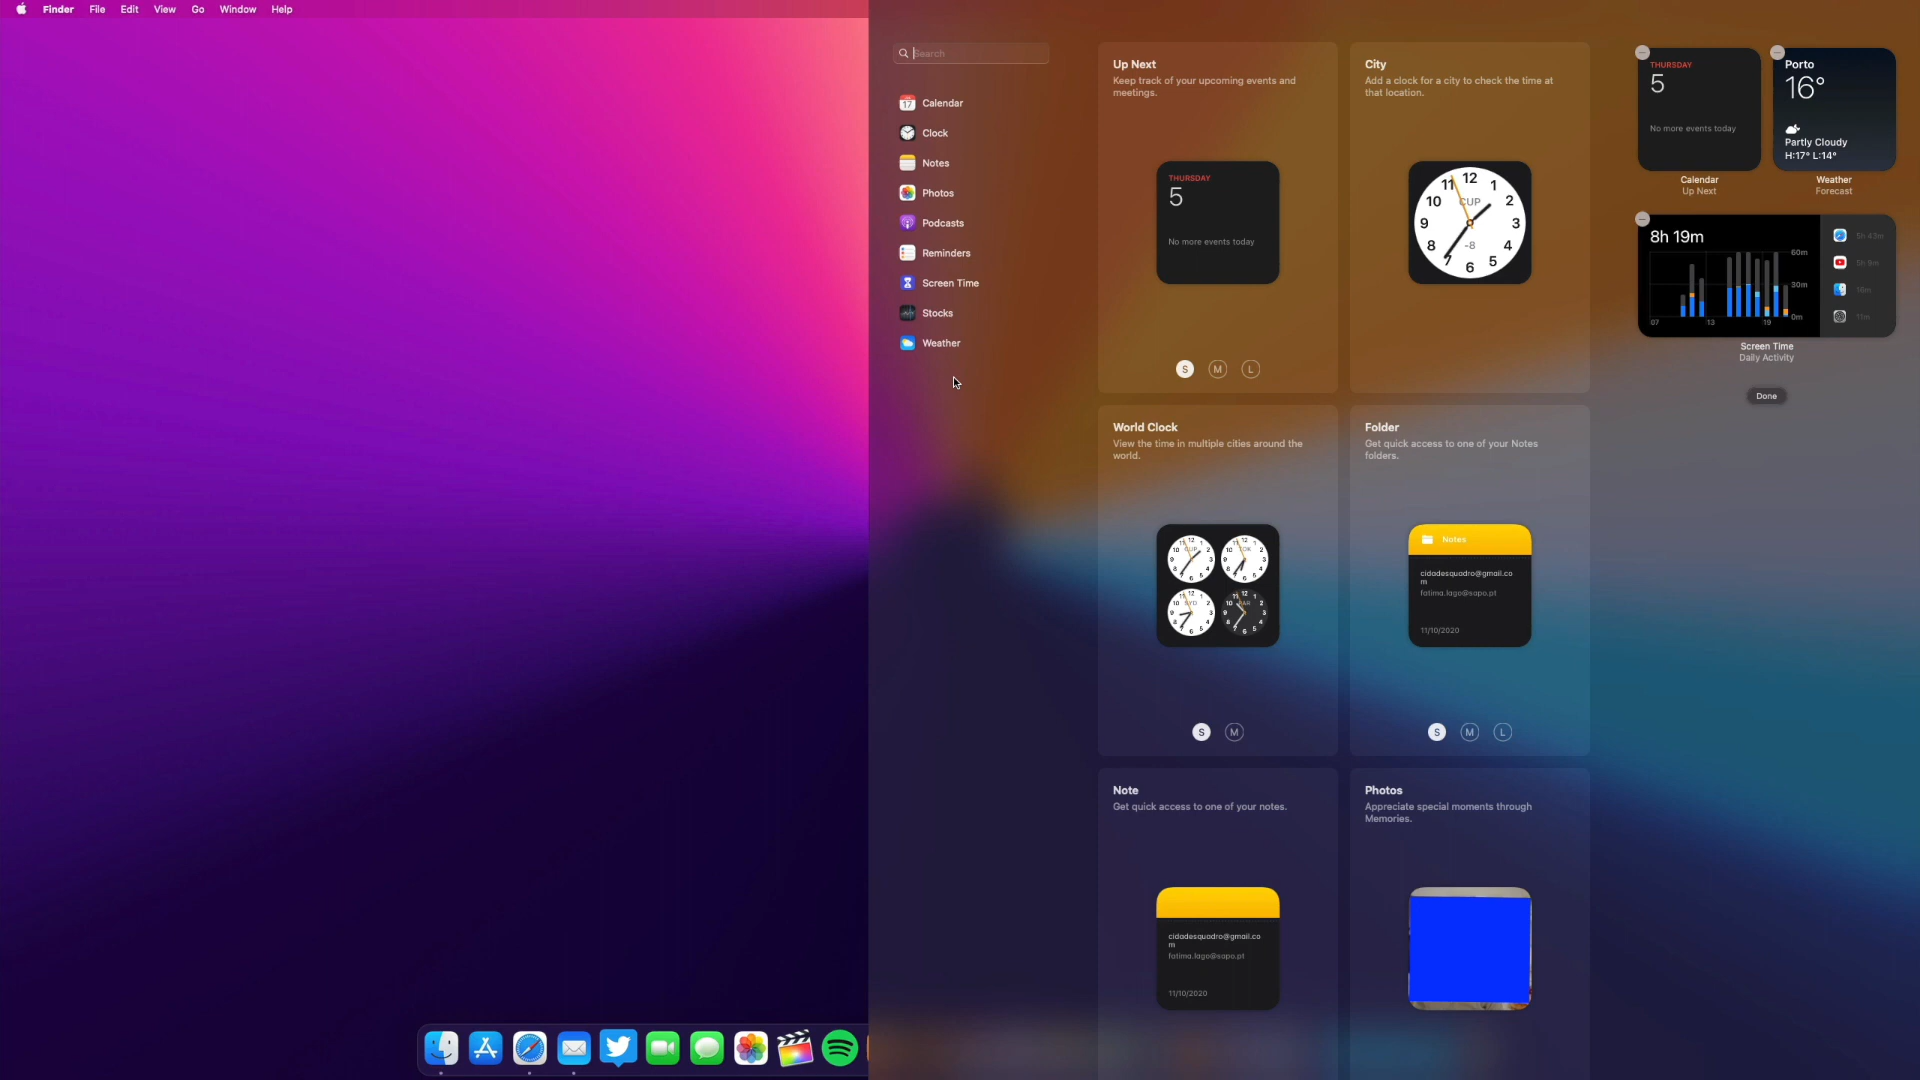 Finder File Edit View Go Window Help
Search
Calendar
Clock
Notes
Photos
Podcasts
Reminders
Screen Time
Stocks
Weather
Up Next
Keep track of your upcoming events and
meetings.
THURSDAY
5
No more events today
S M L
City
Add a clock for a city to check the time at
that location.
12
1
2
3
4
5
6
7
8
9
10
11
CUP
-8
World Clock
View the time in multiple cities around the
world.
S M
Folder
Get quick access to one of your Notes
folders.
Notes
cidadesquadro@gmail.co
m
fatima.lago@sapo.pt
11/10/2020
S M L
Note
Get quick access to one of your notes.
cidadesquadro@gmail.co
m
fatima.lago@sapo.pt
11/10/2020
Photos
Appreciate special moments through
Memories.
THURSDAY
5
No more events today
Calendar
Up Next
Porto
16°
Partly Cloudy
H:17° L:14°
Weather
Forecast
8h 19m
60m
30m
0m
07 13 19
5h 43m
5h 9m
16m
11m
Screen Time
Daily Activity
Done